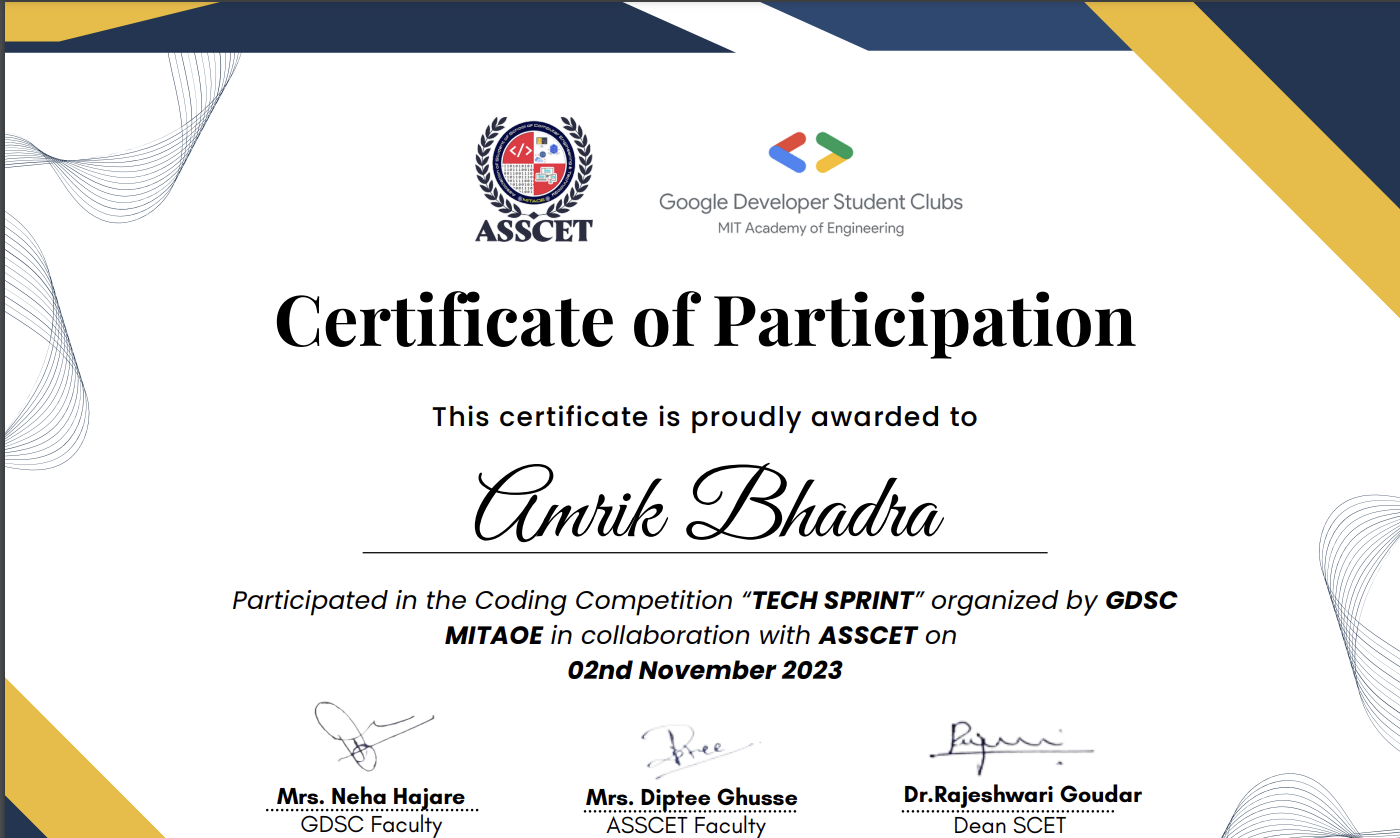 ASSCET
Google Developer Student Clubs
MIT Academy of Engineering
Certificate of Participation
This certificate is proudly awarded to
Amrik Bhadra
Participated in the Coding Competition “TECH SPRINT” organized by GDSC
MITAOE in collaboration with ASSCET on
02nd November 2023
Mrs. Neha Hajare
GDSC Faculty
Mrs. Diptee Ghusse
ASSCET Faculty
Dr.Rajeshwari Goudar
Dean SCET